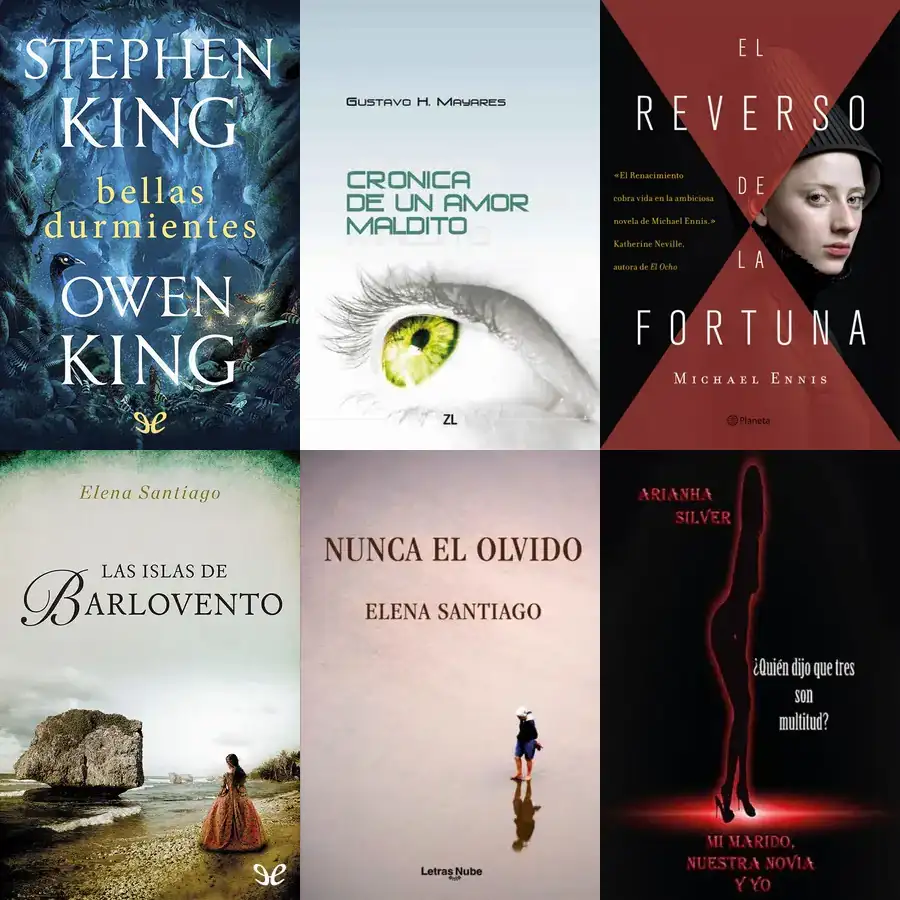 STEPHEN
KING
bellas
durmientes
OWEN
KING
GUSTAVO H. MAYARES
CRONICA
DE UN AMOR
MALDITO
ZL
EL
REVERSO
DE
LA
FORTUNA
«El Renacimiento
cobra vida en la ambiciosa
novela de Michael Ennis.»
Katherine Neville,
autora de El Ocho
MICHAEL ENNIS
Planeta
Elena Santiago
LAS ISLAS DE
BARLOVENTO
NUNCA EL OLVIDO
ELENA SANTIAGO
Letras Nube
ARIANHA
SILVER
¿Quién dijo que tres
son
multitud?
MI MARIDO,
NUESTRA NOVIA
Y YO